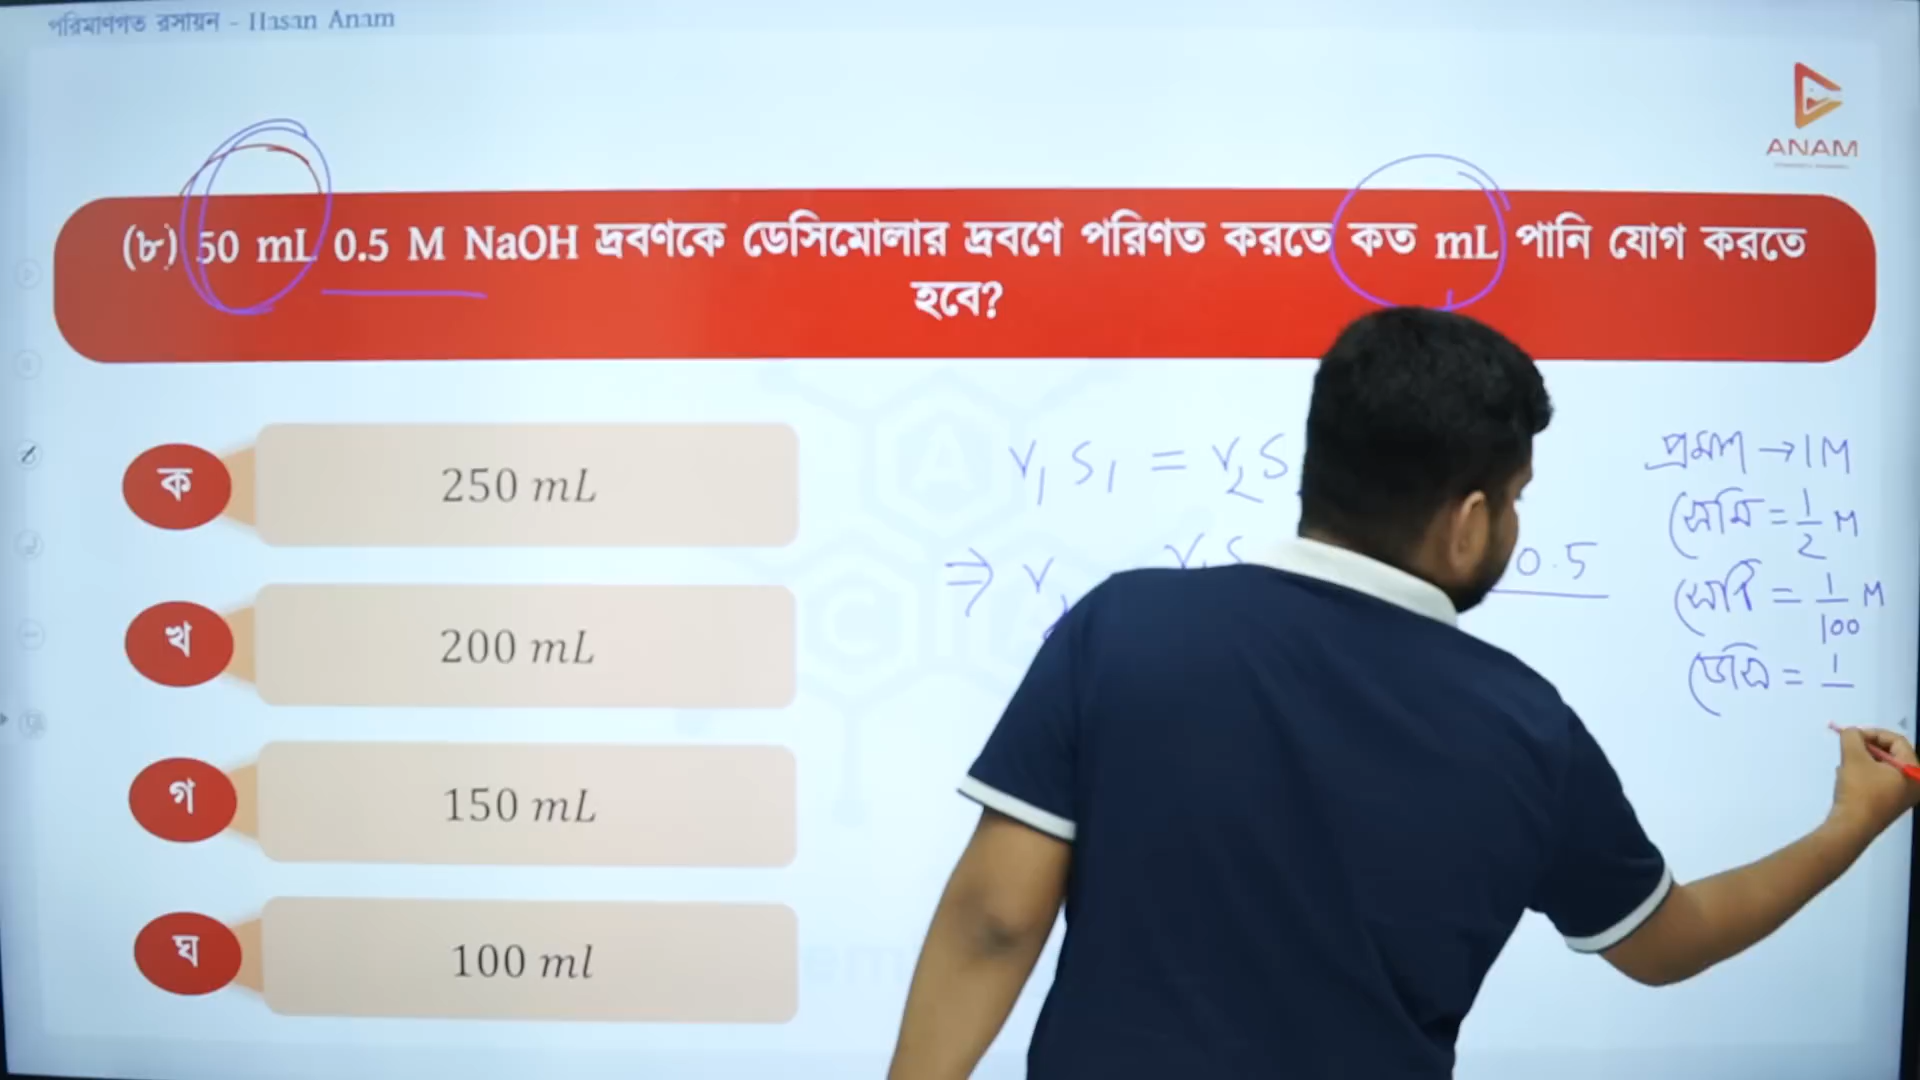 পরিমাণগত রসায়ন - Hasan Anam
ANAM
(৮) 50 mL 0.5 M NaOH দ্রবণকে ডেসিমোলার দ্রবণে পরিণত করতে কত mL পানি যোগ করতে
হবে?
ক 250 mL
খ 200 mL
গ 150 mL
ঘ 100 ml
V₁ S₁ = V₂ S
⇒ V
V₁ S
0.5
প্রমাণ → 1 M
সেমি = 1/2 M
সেন্টি = 1/100 M
ডেসি = 1